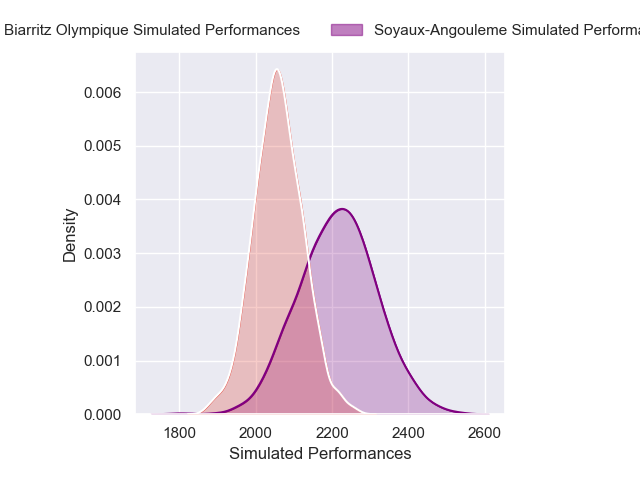 Biarritz Olympique Simulated Performances
Soyaux-Angouleme Simulated Performa
0.006
0.005
0.004
0.003
0.002
0.001
0.000
Density
1800 2000 2200 2400 2600
Simulated Performances